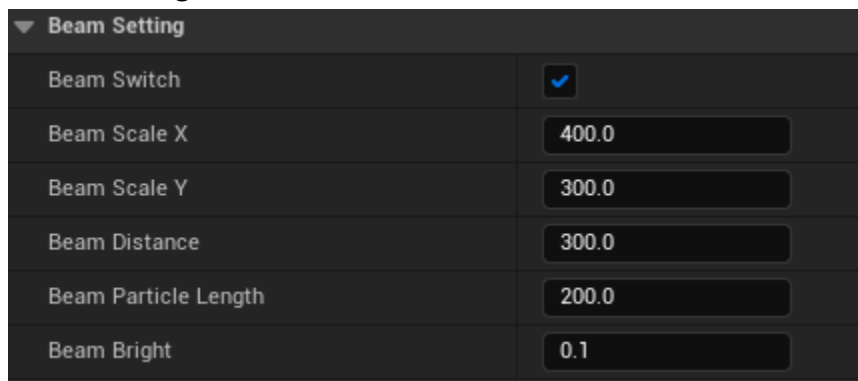 Beam Setting
Beam Switch
Beam Scale X 400.0
Beam Scale Y 300.0
Beam Distance 300.0
Beam Particle Length 200.0
Beam Bright 0.1